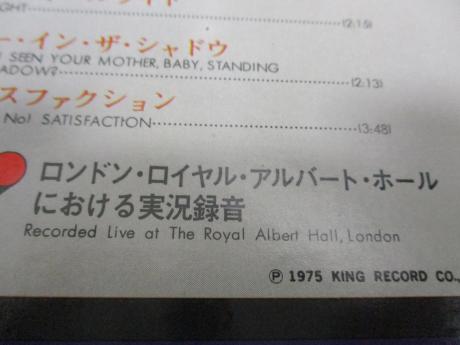 GHT (2:15)
ー・イン・ザ・シャドウ
SEEN YOUR MOTHER, BABY, STANDING
ADOW? (2:13)
スファクション
No! SATISFACTION (3:48)
ロンドン・ロイヤル・アルバート・ホール
における実況録音
Recorded Live at The Royal Albert Hall, London
Ⓟ 1975 KING RECORD CO.,